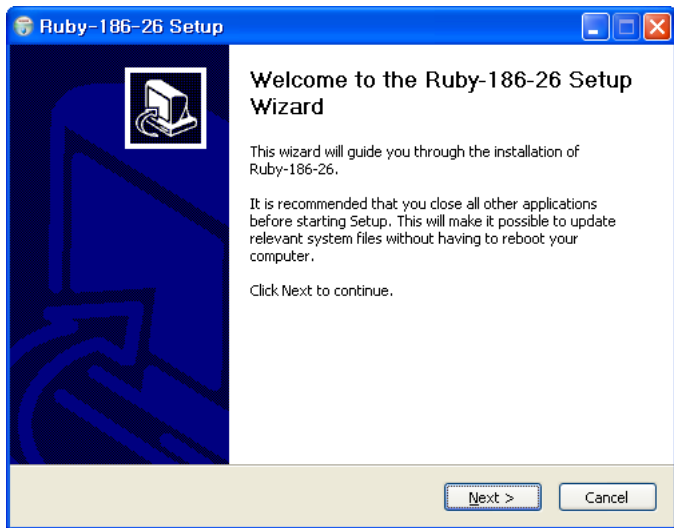 Ruby-186-26 Setup
Welcome to the Ruby-186-26 Setup
Wizard
This wizard will guide you through the installation of
Ruby-186-26.
It is recommended that you close all other applications
before starting Setup. This will make it possible to update
relevant system files without having to reboot your
computer.
Click Next to continue.
Next >
Cancel